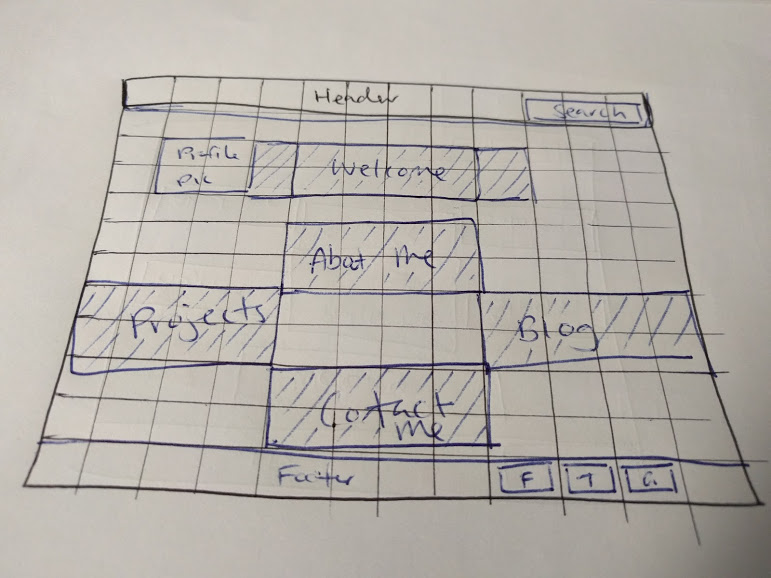 Header
Search
Profile
pic
Welcome
About me
Projects
Blog
Contact
me
Footer
F
T
G